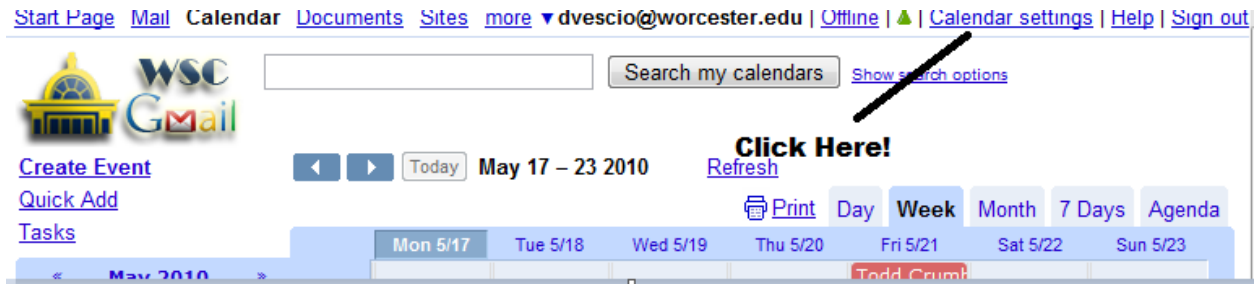 Start Page Mail Calendar Documents Sites more ▼ dvescio@worcester.edu | Offline | | Calendar settings | Help | Sign out
WSC
Gmail
Search my calendars Show search options
Click Here!
Create Event
Today May 17 – 23 2010 Refresh
Quick Add
Print Day Week Month 7 Days Agenda
Tasks
Mon 5/17 Tue 5/18 Wed 5/19 Thu 5/20 Fri 5/21 Sat 5/22 Sun 5/23
« May 2010 »
Todd Crumb